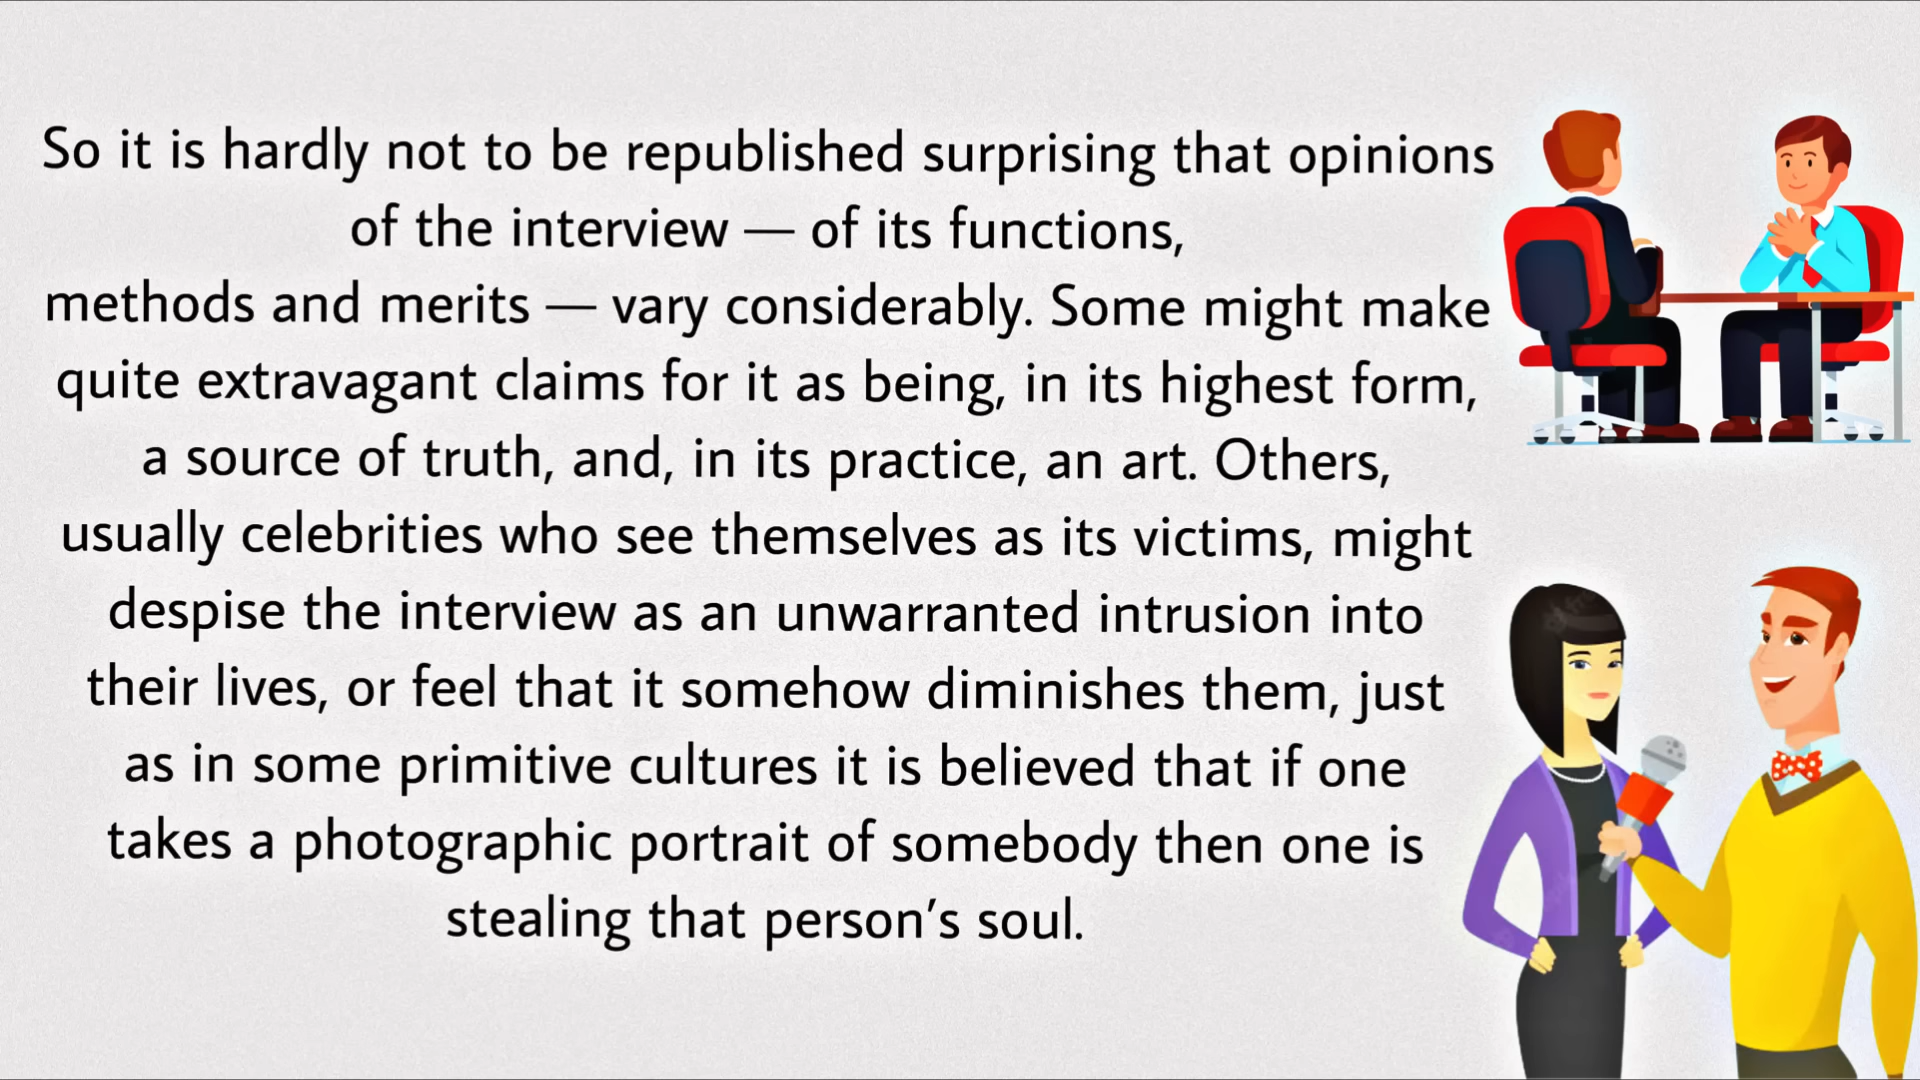 So it is hardly not to be republished surprising that opinions
of the interview — of its functions,
methods and merits — vary considerably. Some might make
quite extravagant claims for it as being, in its highest form,
a source of truth, and, in its practice, an art. Others,
usually celebrities who see themselves as its victims, might
despise the interview as an unwarranted intrusion into
their lives, or feel that it somehow diminishes them, just
as in some primitive cultures it is believed that if one
takes a photographic portrait of somebody then one is
stealing that person’s soul.